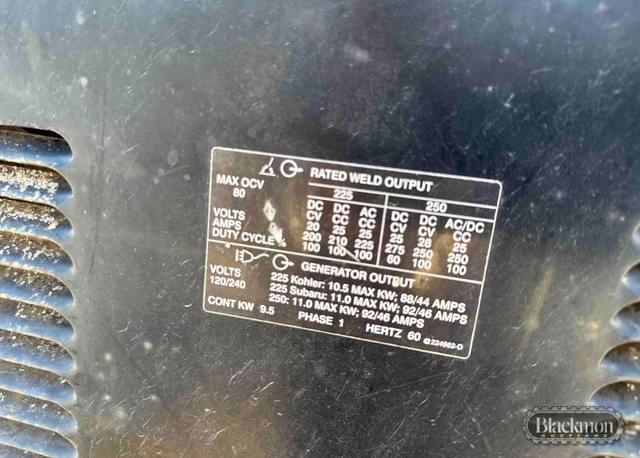 RATED WELD OUTPUT
MAX OCV 80
225 250
DC DC AC DC DC AC/DC
CV CC CC CV CV CC
VOLTS 20 25 25 25 28 25
AMPS 200 210 225 275 250 250
DUTY CYCLE % 100 100 100 60 100 100
GENERATOR OUTPUT
VOLTS 120/240
225 Kohler: 10.5 MAX KW; 88/44 AMPS
225 Subaru: 11.0 MAX KW; 92/46 AMPS
250: 11.0 MAX KW; 92/46 AMPS
CONT KW 9.5 PHASE 1 HERTZ 60 224982-D
Blackmon
AUCTIONS